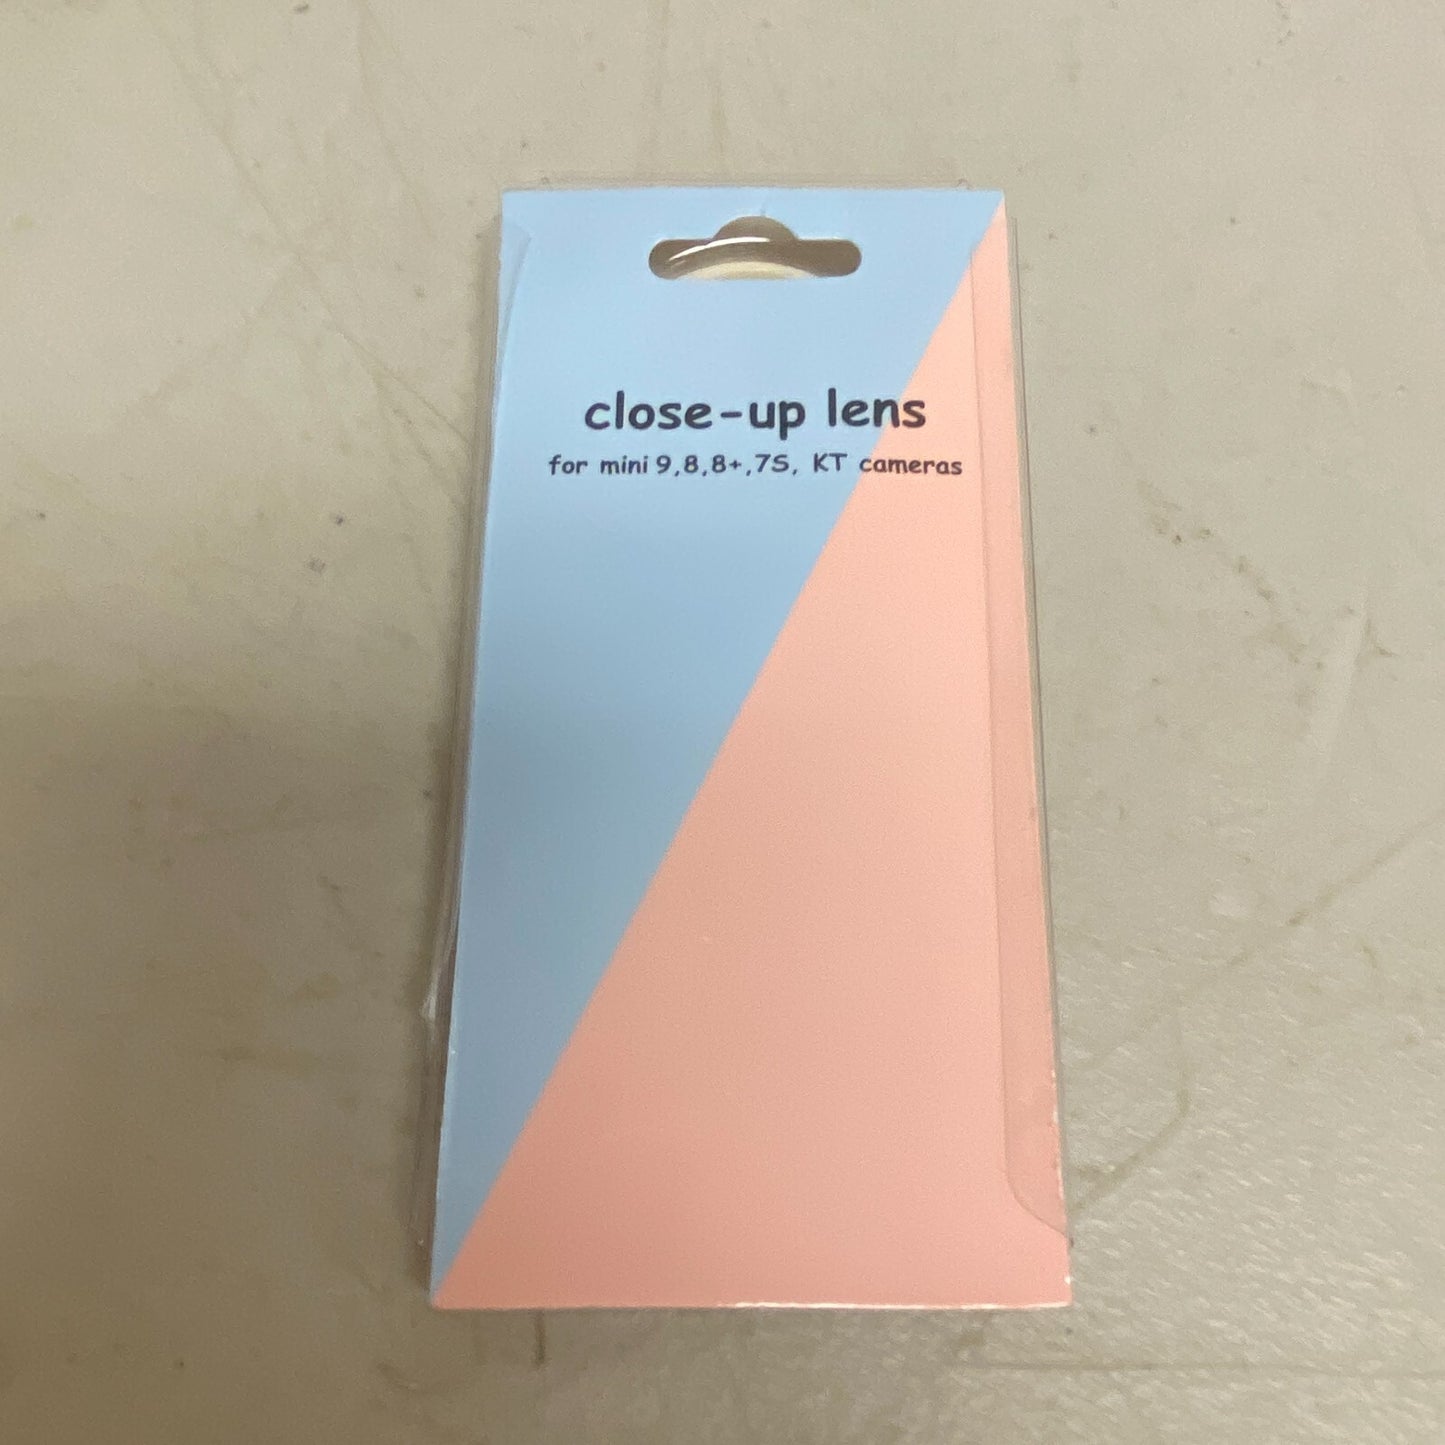 close-up lens
for mini 9,8,8+,7S, KT cameras